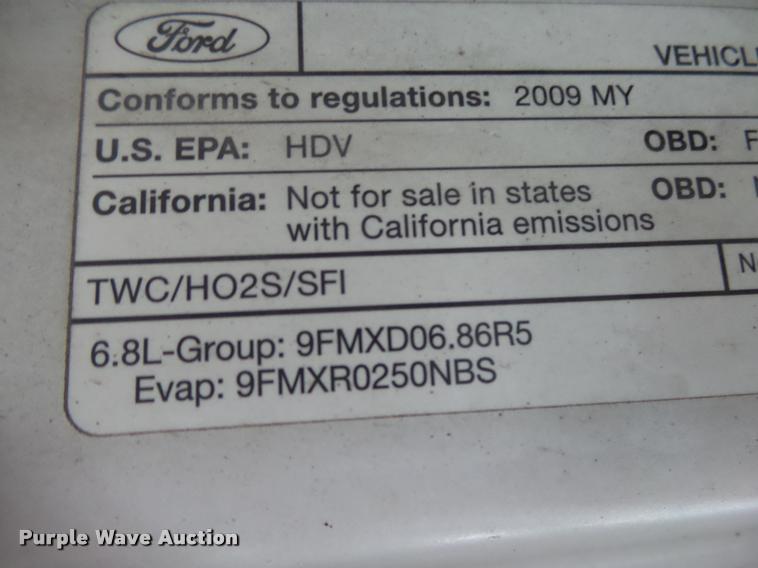 Ford
VEHICL
Conforms to regulations: 2009 MY
U.S. EPA: HDV OBD: F
California: Not for sale in states OBD:
with California emissions
TWC/HO2S/SFI N
6.8L-Group: 9FMXD06.86R5
Evap: 9FMXR0250NBS
Purple Wave Auction